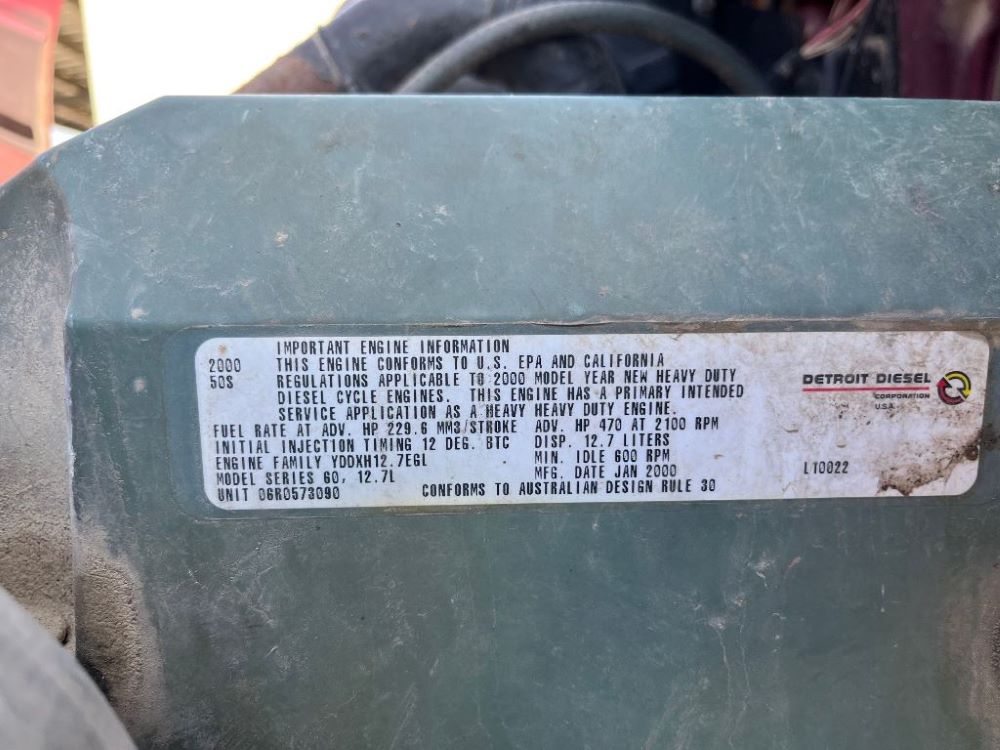 IMPORTANT ENGINE INFORMATION
2000 THIS ENGINE CONFORMS TO U.S. EPA AND CALIFORNIA
50S REGULATIONS APPLICABLE TO 2000 MODEL YEAR NEW HEAVY DUTY
DIESEL CYCLE ENGINES. THIS ENGINE HAS A PRIMARY INTENDED
SERVICE APPLICATION AS A HEAVY HEAVY DUTY ENGINE.
FUEL RATE AT ADV. HP 229.6 MM3/STROKE ADV. HP 470 AT 2100 RPM
INITIAL INJECTION TIMING 12 DEG. BTC DISP. 12.7 LITERS
ENGINE FAMILY YDDXH12.7EGL MIN. IDLE 600 RPM
MODEL SERIES 60, 12.7L MFG. DATE JAN 2000
UNIT 06R0573090 CONFORMS TO AUSTRALIAN DESIGN RULE 30
DETROIT DIESEL
CORPORATION
U.S.A.
L10022